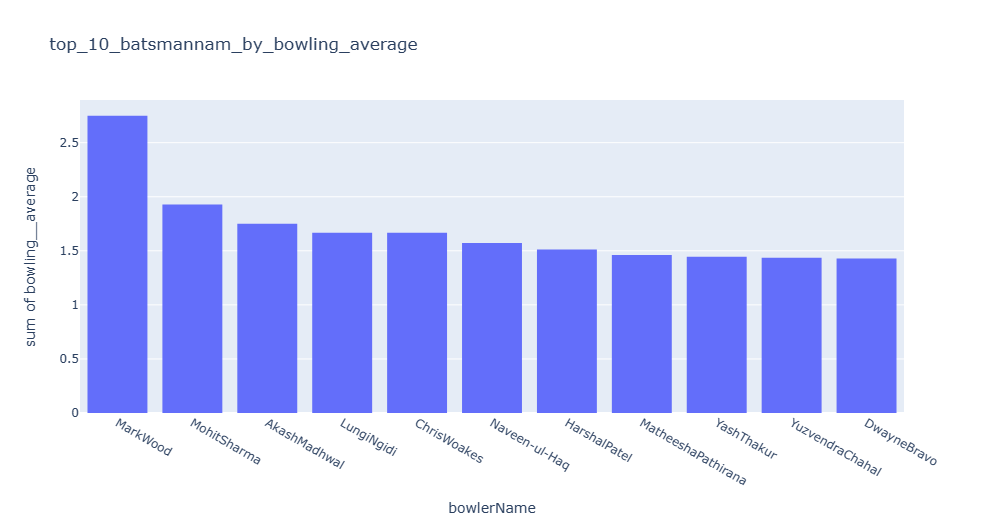 top_10_batsmannam_by_bowling_average
sum of bowling__average
2.5
2
1.5
1
0.5
0
MarkWood
MohitSharma
AkashMadhwal
LungiNgidi
ChrisWoakes
Naveen-ul-Haq
HarshalPatel
MatheeshaPathirana
YashThakur
YuzvendraChahal
DwayneBravo
bowlerName